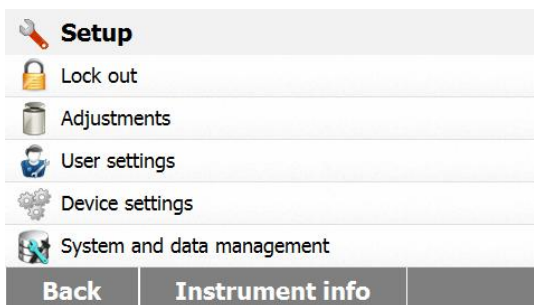 Setup
Lock out
Adjustments
User settings
Device settings
System and data management
Back Instrument info